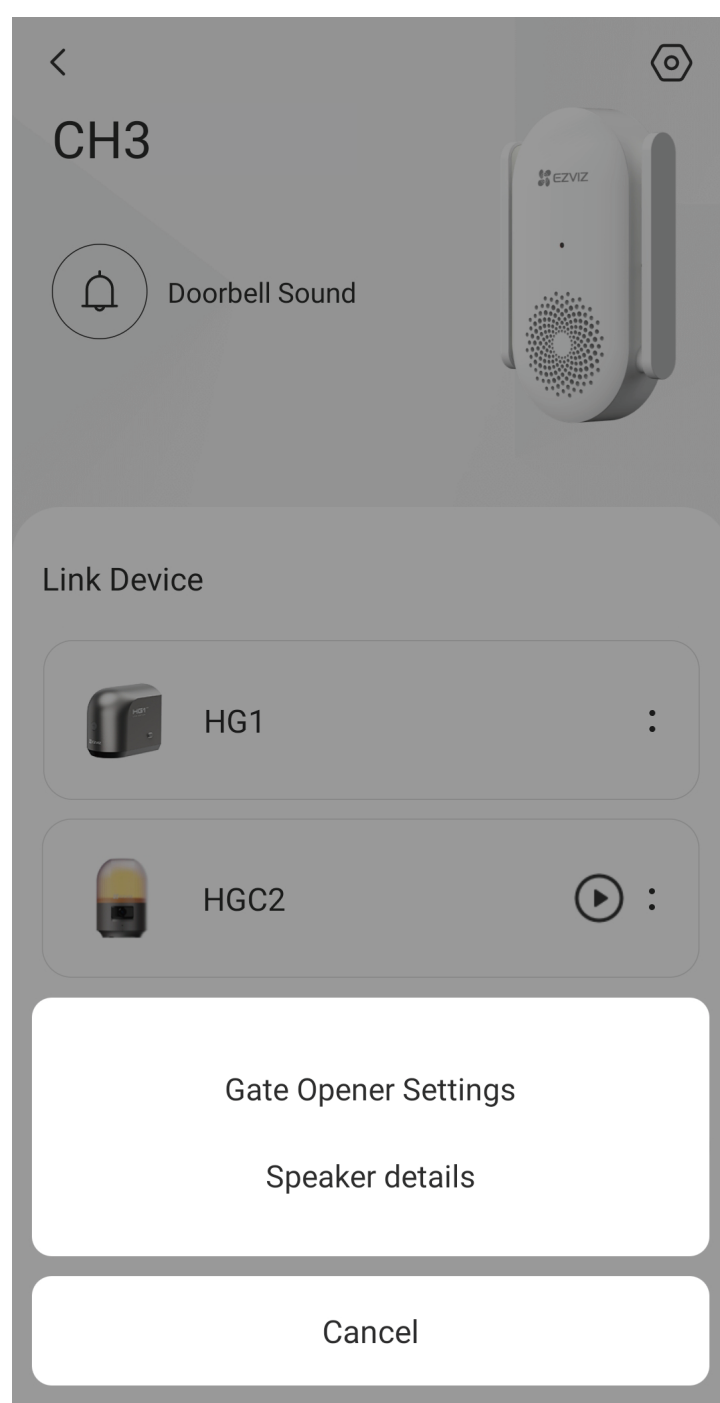 CH3
EZVIZ
Doorbell Sound
Link Device
HG1
HGC2
Gate Opener Settings
Speaker details
Cancel